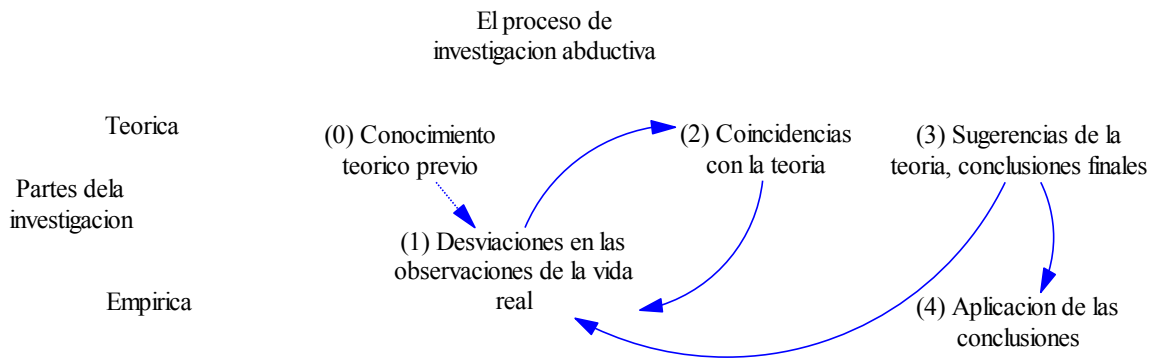 El proceso de
investigacion abductiva
Teorica
(0) Conocimiento
teorico previo
(2) Coincidencias
con la teoria
(3) Sugerencias de la
teoria, conclusiones finales
Partes dela
investigacion
(1) Desviaciones en las
observaciones de la vida
real
Empirica
(4) Aplicacion de las
conclusiones